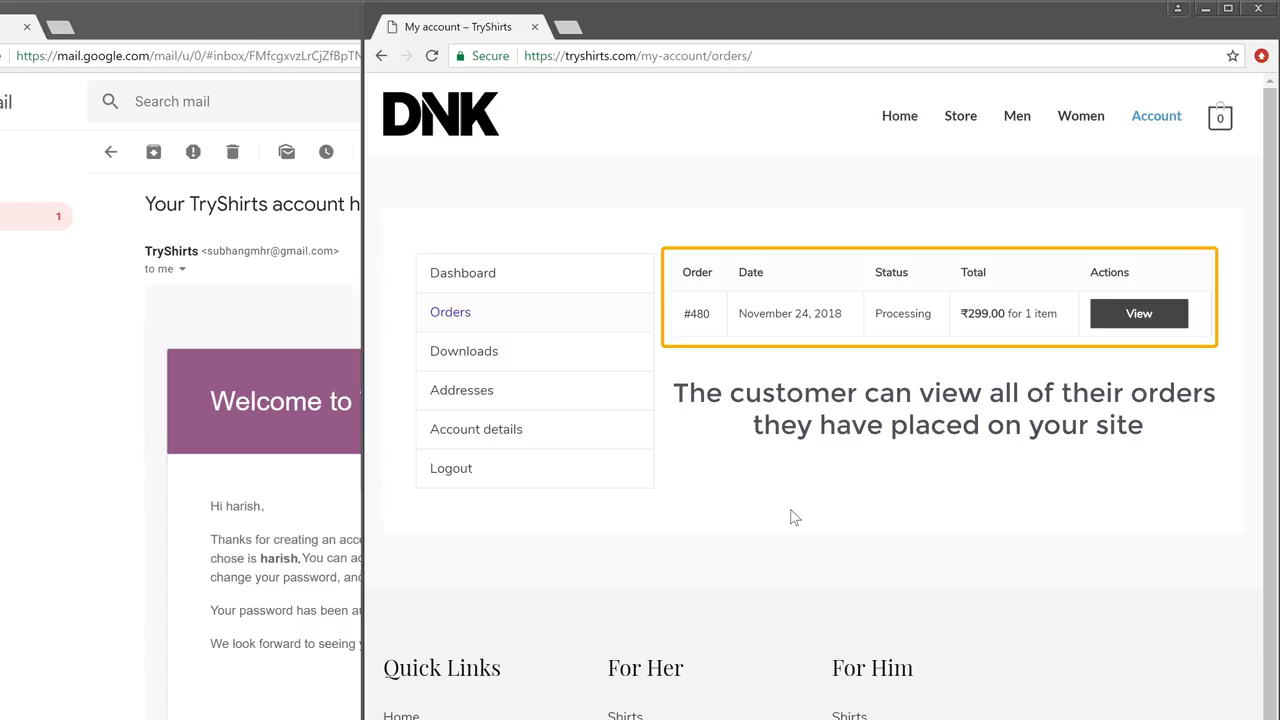 https://mail.google.com/mail/u/0/#inbox/FMfcgxvzLrCjZfBpTN
ail
Search mail
1
Your TryShirts account h
TryShirts <subhangmhr@gmail.com>
to me
Welcome to
Hi harish,
Thanks for creating an acco
chose is harish. You can ac
change your password, and
Your password has been au
We look forward to seeing y
My account – TryShirts
Secure https://tryshirts.com/my-account/orders/
DNK
Home Store Men Women Account 0
Dashboard
Orders
Downloads
Addresses
Account details
Logout
Order Date Status Total Actions
#480 November 24, 2018 Processing ₹299.00 for 1 item View
The customer can view all of their orders
they have placed on your site
Quick Links For Her For Him
Home Shirts Shirts